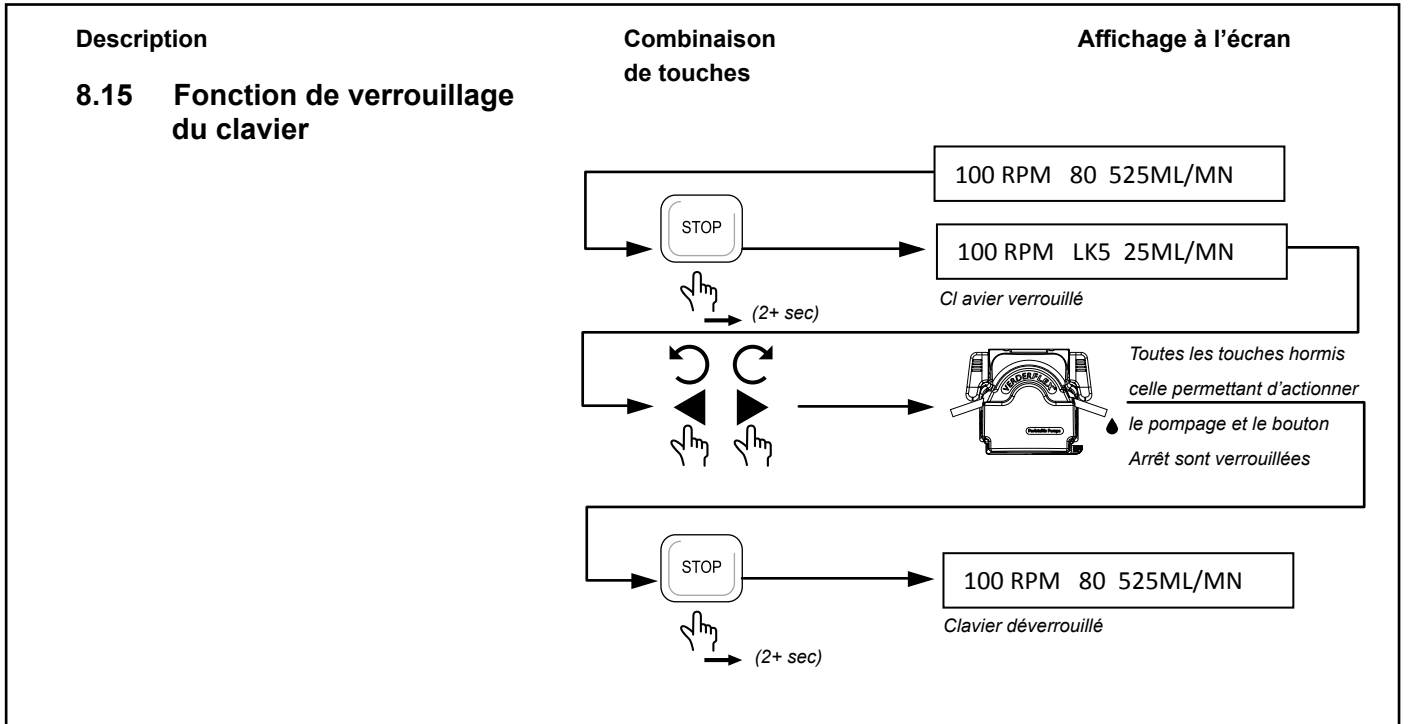 Description
Combinaison
de touches
Affichage à l’écran
8.15 Fonction de verrouillage
du clavier
100 RPM 80 525ML/MN
STOP
100 RPM LK5 25ML/MN
(2+ sec)
Cl avier verrouillé
VERDERFLEX
Toutes les touches hormis
celle permettant d’actionner
le pompage et le bouton
Arrêt sont verrouillées
STOP
100 RPM 80 525ML/MN
(2+ sec)
Clavier déverrouillé